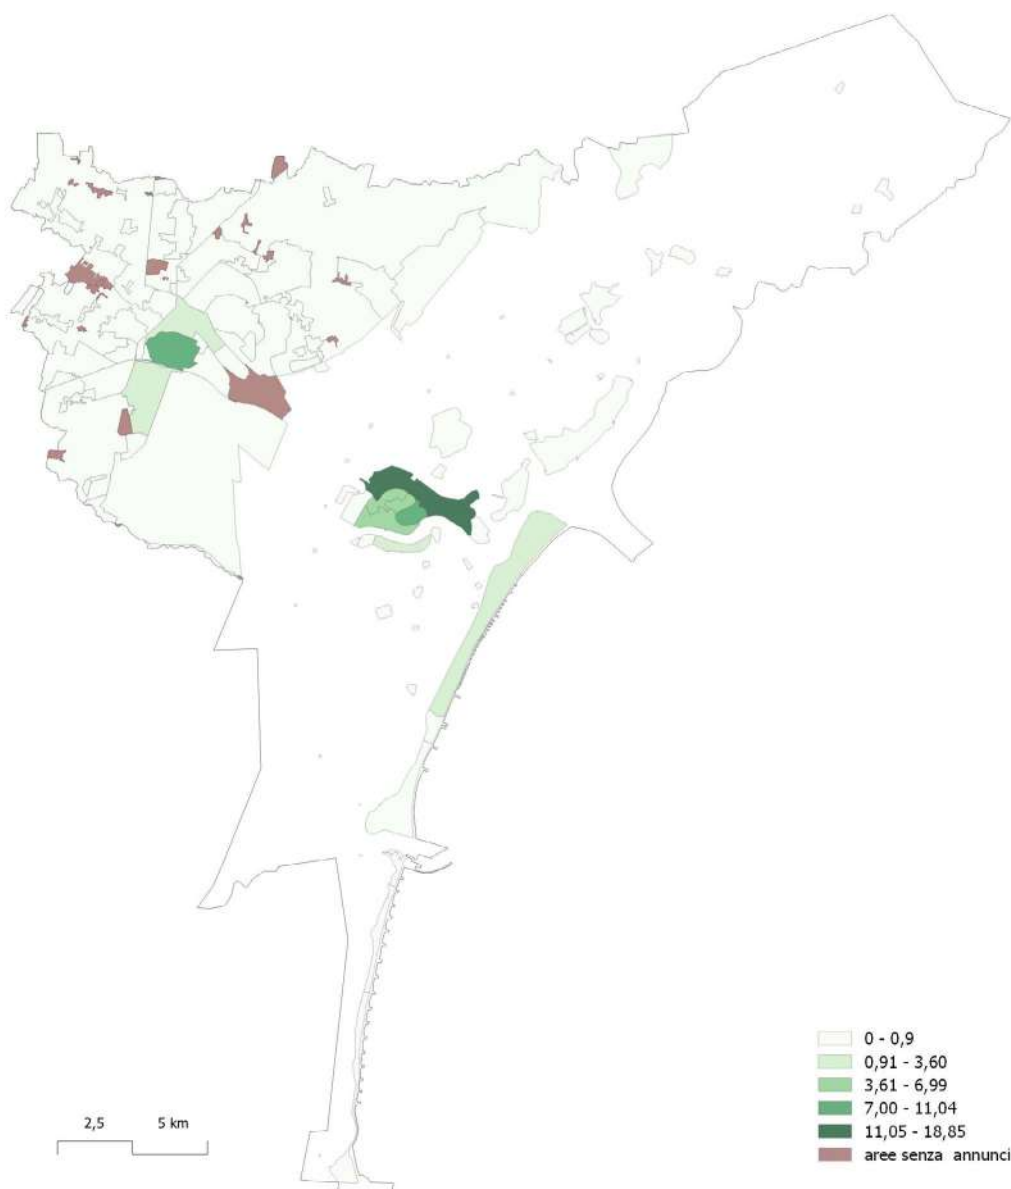 0 - 0,9
0,91 - 3,60
3,61 - 6,99
7,00 - 11,04
11,05 - 18,85
aree senza annunci
2,5 5 km